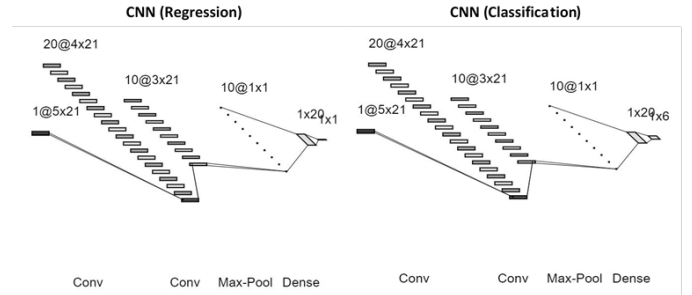 CNN (Regression)
20@4x21
10@3x21
10@1x1
1@5x21
1x20
1x1
Conv
Conv
Max-Pool
Dense
CNN (Classification)
20@4x21
10@3x21
10@1x1
1@5x21
1x20
1x6
Conv
Conv
Max-Pool
Dense